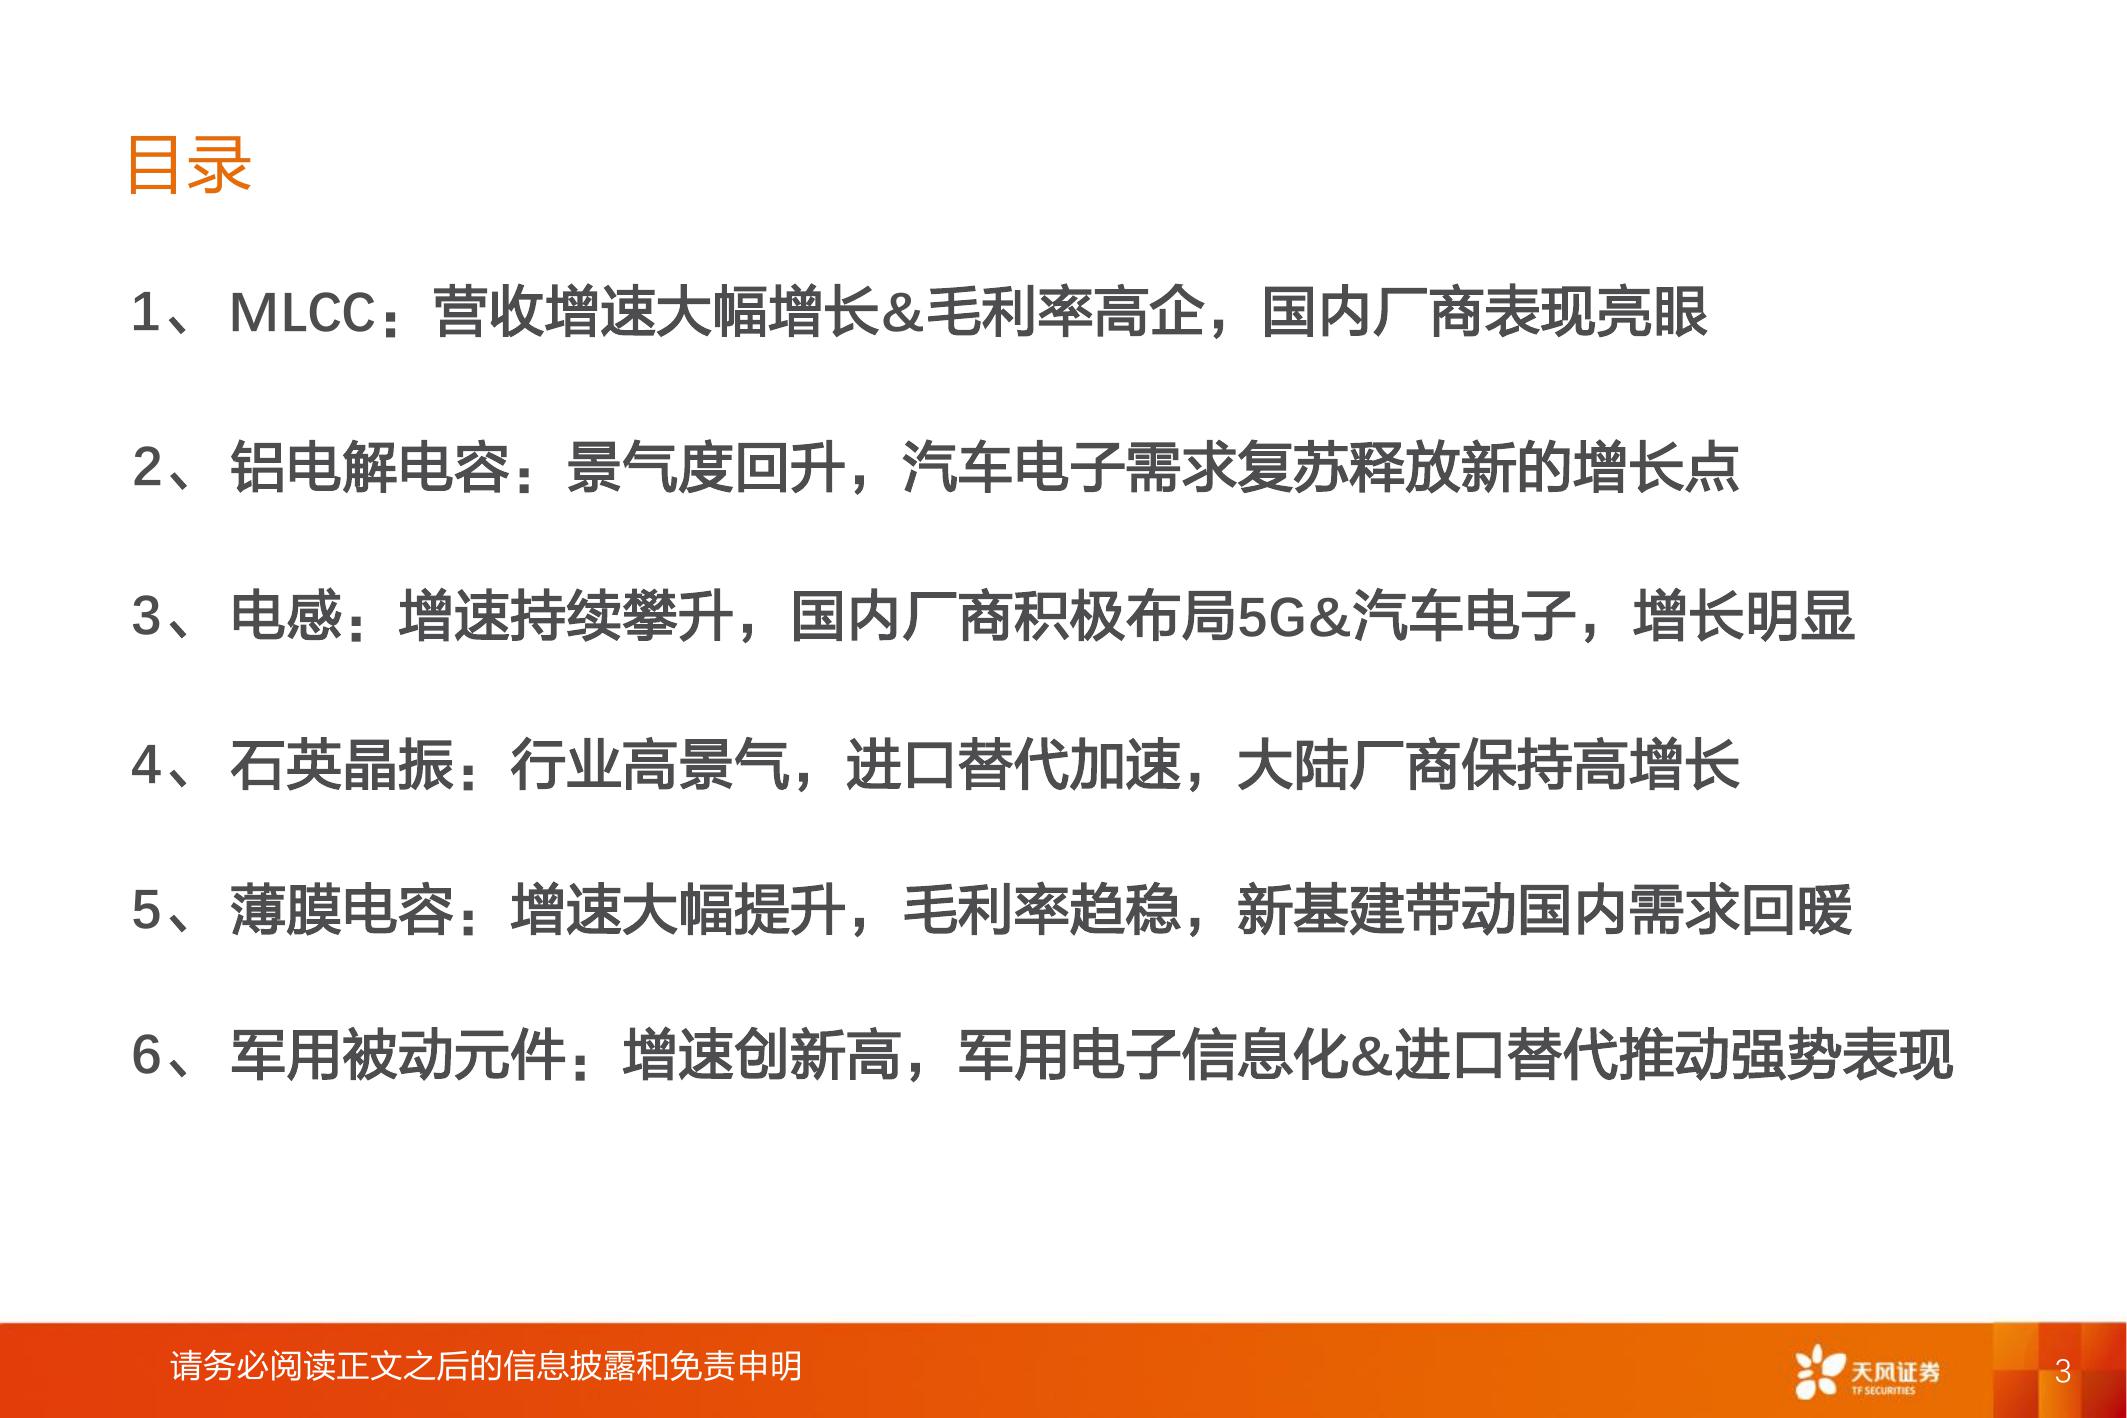 目录
1、 MLCC：营收增速大幅增长&毛利率高企，国内厂商表现亮眼
2、 铝电解电容：景气度回升，汽车电子需求复苏释放新的增长点
3、 电感：增速持续攀升，国内厂商积极布局5G&汽车电子，增长明显
4、 石英晶振：行业高景气，进口替代加速，大陆厂商保持高增长
5、 薄膜电容：增速大幅提升，毛利率趋稳，新基建带动国内需求回暖
6、 军用被动元件：增速创新高，军用电子信息化&进口替代推动强势表现
请务必阅读正文之后的信息披露和免责申明
天风证券
TF SECURITIES
3